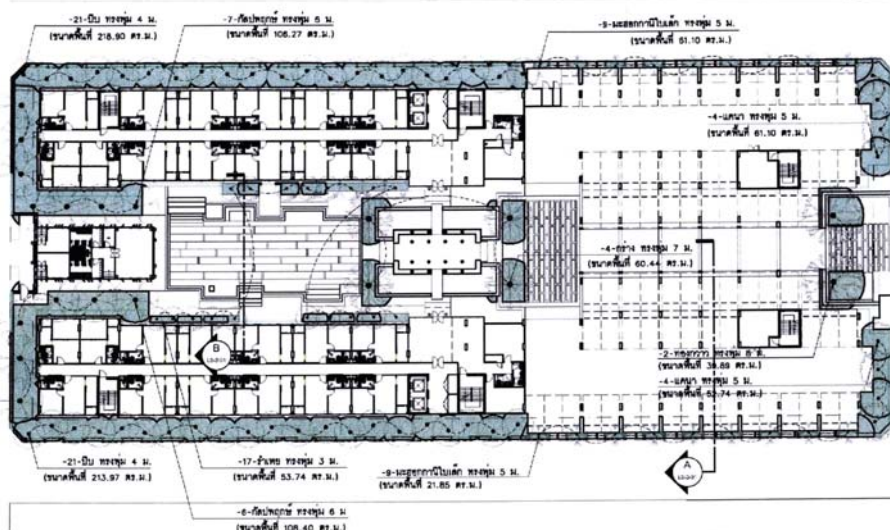 -21-ปีบ ทรงพุ่ม 4 ม.
(ขนาดพื้นที่ 218.90 ตร.ม.)
-7-กัลปพฤกษ์ ทรงพุ่ม 6 ม.
(ขนาดพื้นที่ 106.27 ตร.ม.)
-9-มะฮอกกานีใบเล็ก ทรงพุ่ม 5 ม.
(ขนาดพื้นที่ 61.10 ตร.ม.)
-4-แคนา ทรงพุ่ม 5 ม.
(ขนาดพื้นที่ 61.10 ตร.ม.)
-4-กร่าง ทรงพุ่ม 7 ม.
(ขนาดพื้นที่ 60.44 ตร.ม.)
B
-2-ทองกวาว ทรงพุ่ม 8 ม.
(ขนาดพื้นที่ 39.89 ตร.ม.)
-4-แคนา ทรงพุ่ม 5 ม.
(ขนาดพื้นที่ 52.74 ตร.ม.)
-21-ปีบ ทรงพุ่ม 4 ม.
(ขนาดพื้นที่ 213.97 ตร.ม.)
-17-รำเพย ทรงพุ่ม 3 ม.
(ขนาดพื้นที่ 53.74 ตร.ม.)
-9-มะฮอกกานีใบเล็ก ทรงพุ่ม 5 ม.
(ขนาดพื้นที่ 21.85 ตร.ม.)
A
-6-กัลปพฤกษ์ ทรงพุ่ม 6 ม
(ขนาดพื้นที่ 108.40 ตร.ม.)